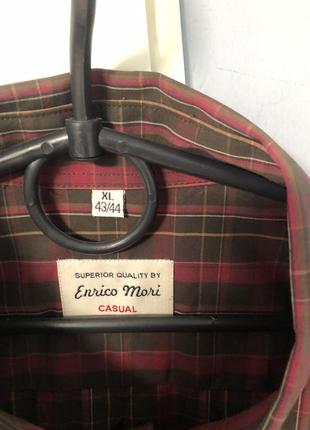 XL
43/44
SUPERIOR QUALITY BY
Enrico Mori
CASUAL